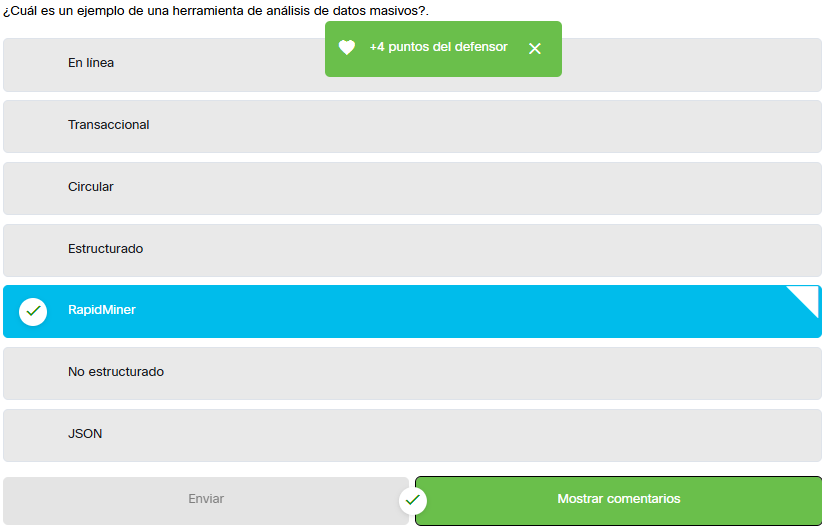 ¿Cuál es un ejemplo de una herramienta de análisis de datos masivos?.
+4 puntos del defensor
En línea
Transaccional
Circular
Estructurado
RapidMiner
No estructurado
JSON
Enviar
Mostrar comentarios